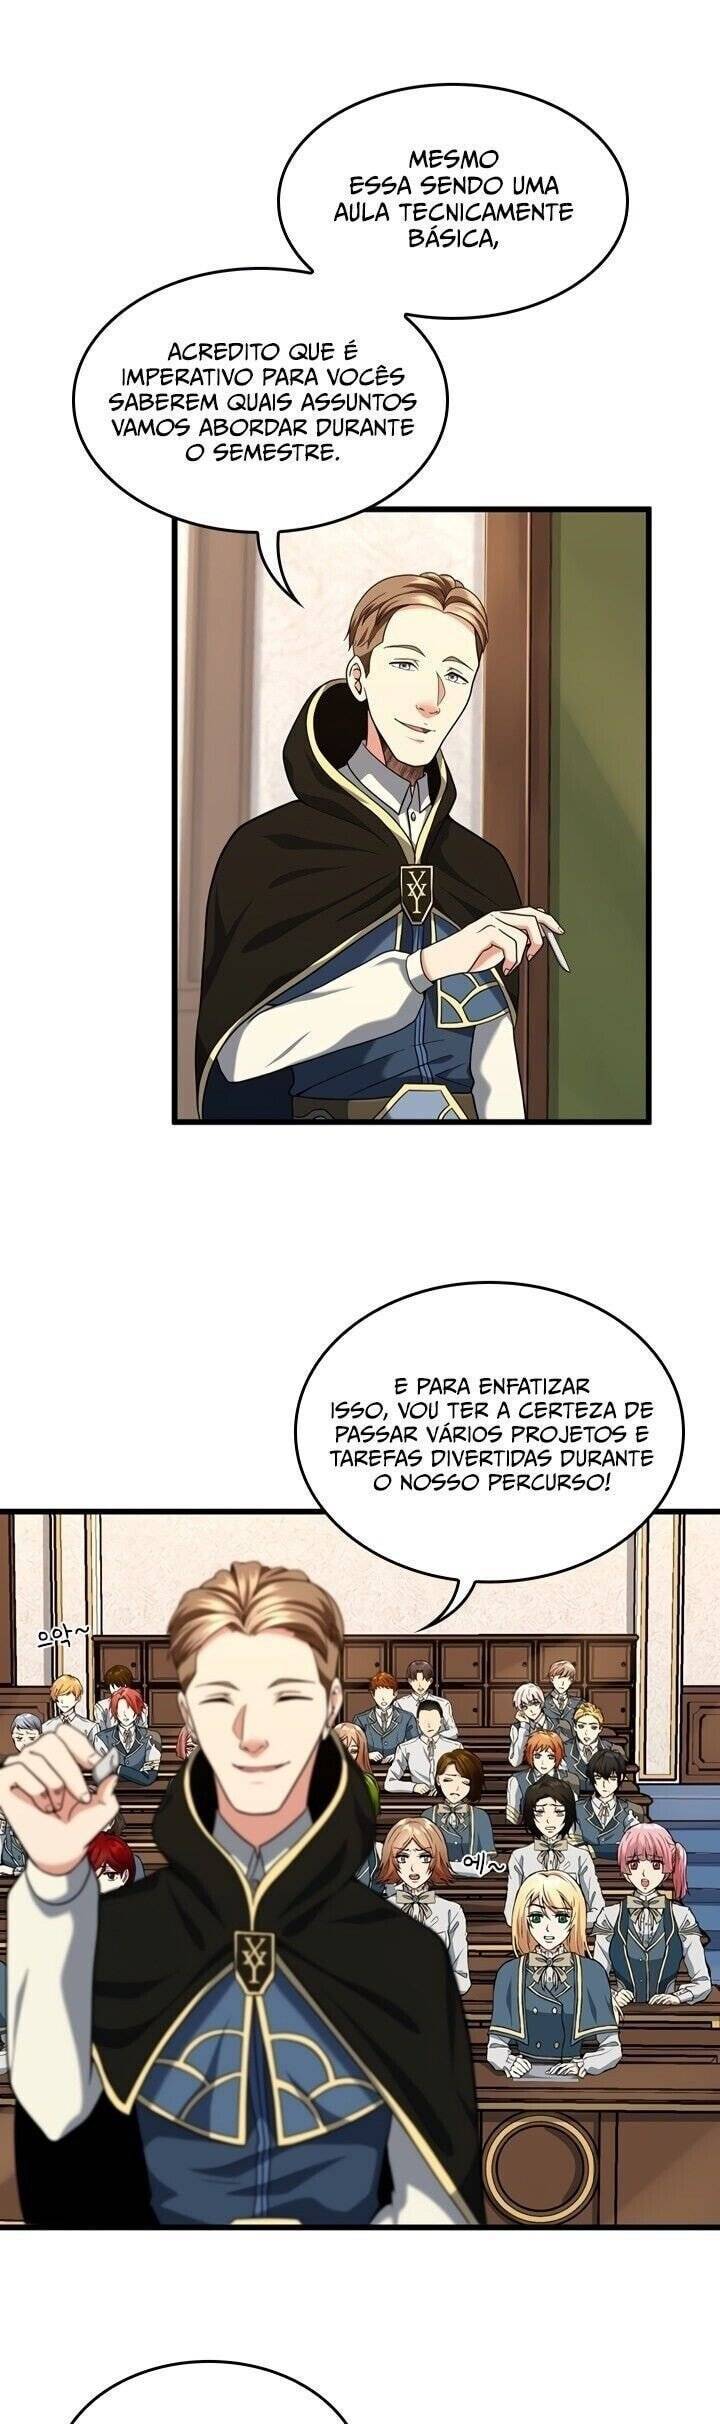 MESMO
ESSA SENDO UMA
AULA TECNICAMENTE
BÁSICA,
ACREDITO QUE É
IMPERATIVO PARA VOCÊS
SABEREM QUAIS ASSUNTOS
VAMOS ABORDAR DURANTE
O SEMESTRE.
E PARA ENFATIZAR
ISSO, VOU TER A CERTEZA DE
PASSAR VÁRIOS PROJETOS E
TAREFAS DIVERTIDAS DURANTE
O NOSSO PERCURSO!
으악~
에~